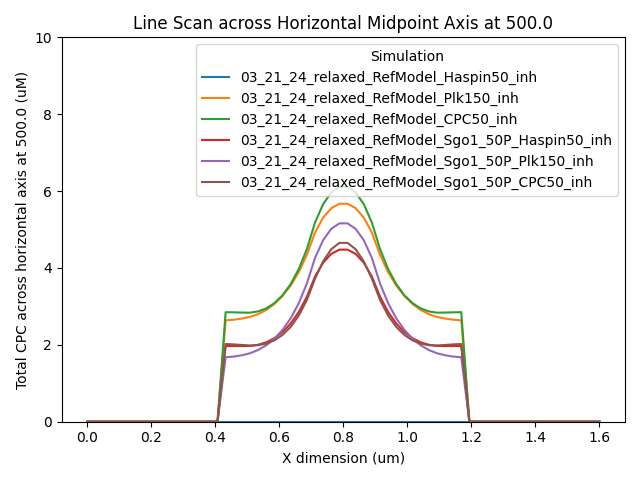 Line Scan across Horizontal Midpoint Axis at 500.0
Total CPC across horizontal axis at 500.0 (uM)
10
8
6
4
2
0
Simulation
03_21_24_relaxed_RefModel_Haspin50_inh
03_21_24_relaxed_RefModel_Plk150_inh
03_21_24_relaxed_RefModel_CPC50_inh
03_21_24_relaxed_RefModel_Sgo1_50P_Haspin50_inh
03_21_24_relaxed_RefModel_Sgo1_50P_Plk150_inh
03_21_24_relaxed_RefModel_Sgo1_50P_CPC50_inh
0.0 0.2 0.4 0.6 0.8 1.0 1.2 1.4 1.6
X dimension (um)